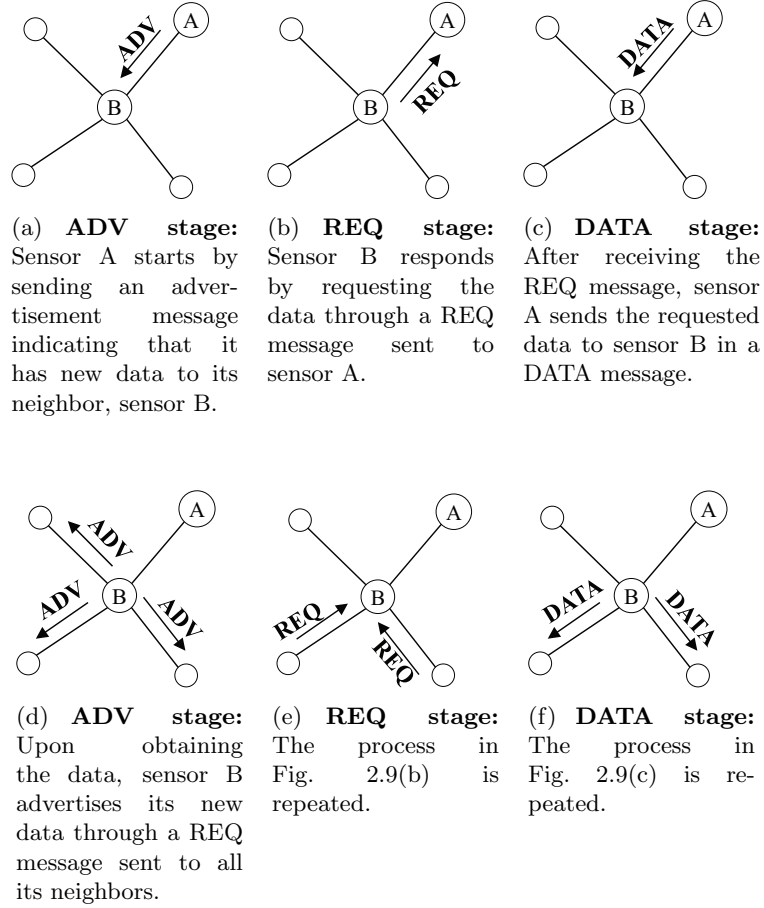 A
ADV
B
(a) ADV stage:
Sensor A starts by
sending an adver-
tisement message
indicating that it
has new data to its
neighbor, sensor B.
A
B
REQ
(b) REQ stage:
Sensor B responds
by requesting the
data through a REQ
message sent to
sensor A.
A
DATA
B
(c) DATA stage:
After receiving the
REQ message, sensor
A sends the requested
data to sensor B in a
DATA message.
A
ADV
B
ADV
ADV
(d) ADV stage:
Upon obtaining
the data, sensor B
advertises its new
data through a REQ
message sent to all
its neighbors.
A
B
REQ
REQ
(e) REQ stage:
The process in
Fig. 2.9(b) is
repeated.
A
B
DATA
DATA
(f) DATA stage:
The process in
Fig. 2.9(c) is re-
peated.